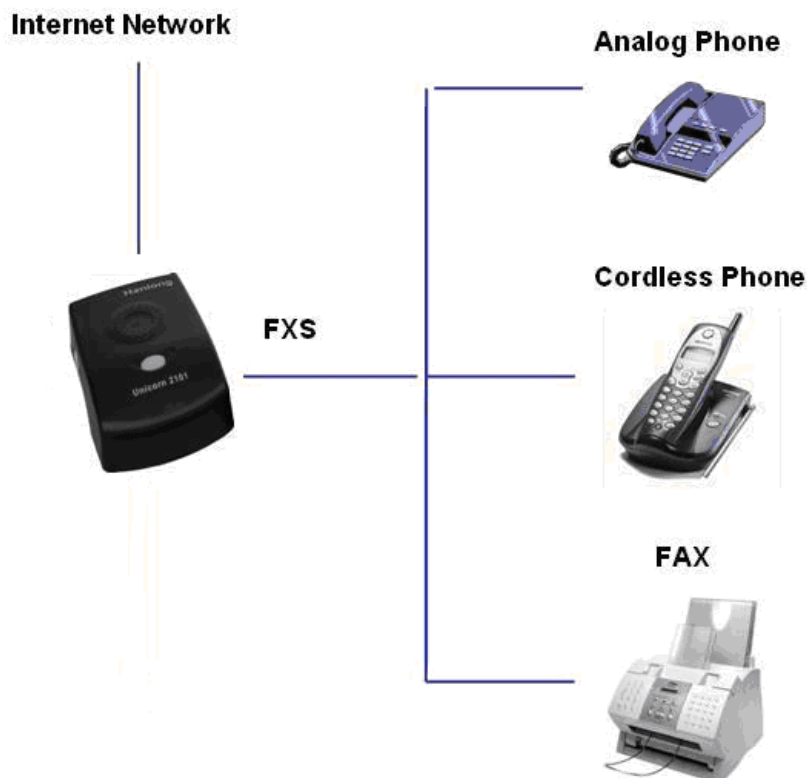 Internet Network
Analog Phone
Hanlong
FXS
Unicorn 2101
Cordless Phone
FAX